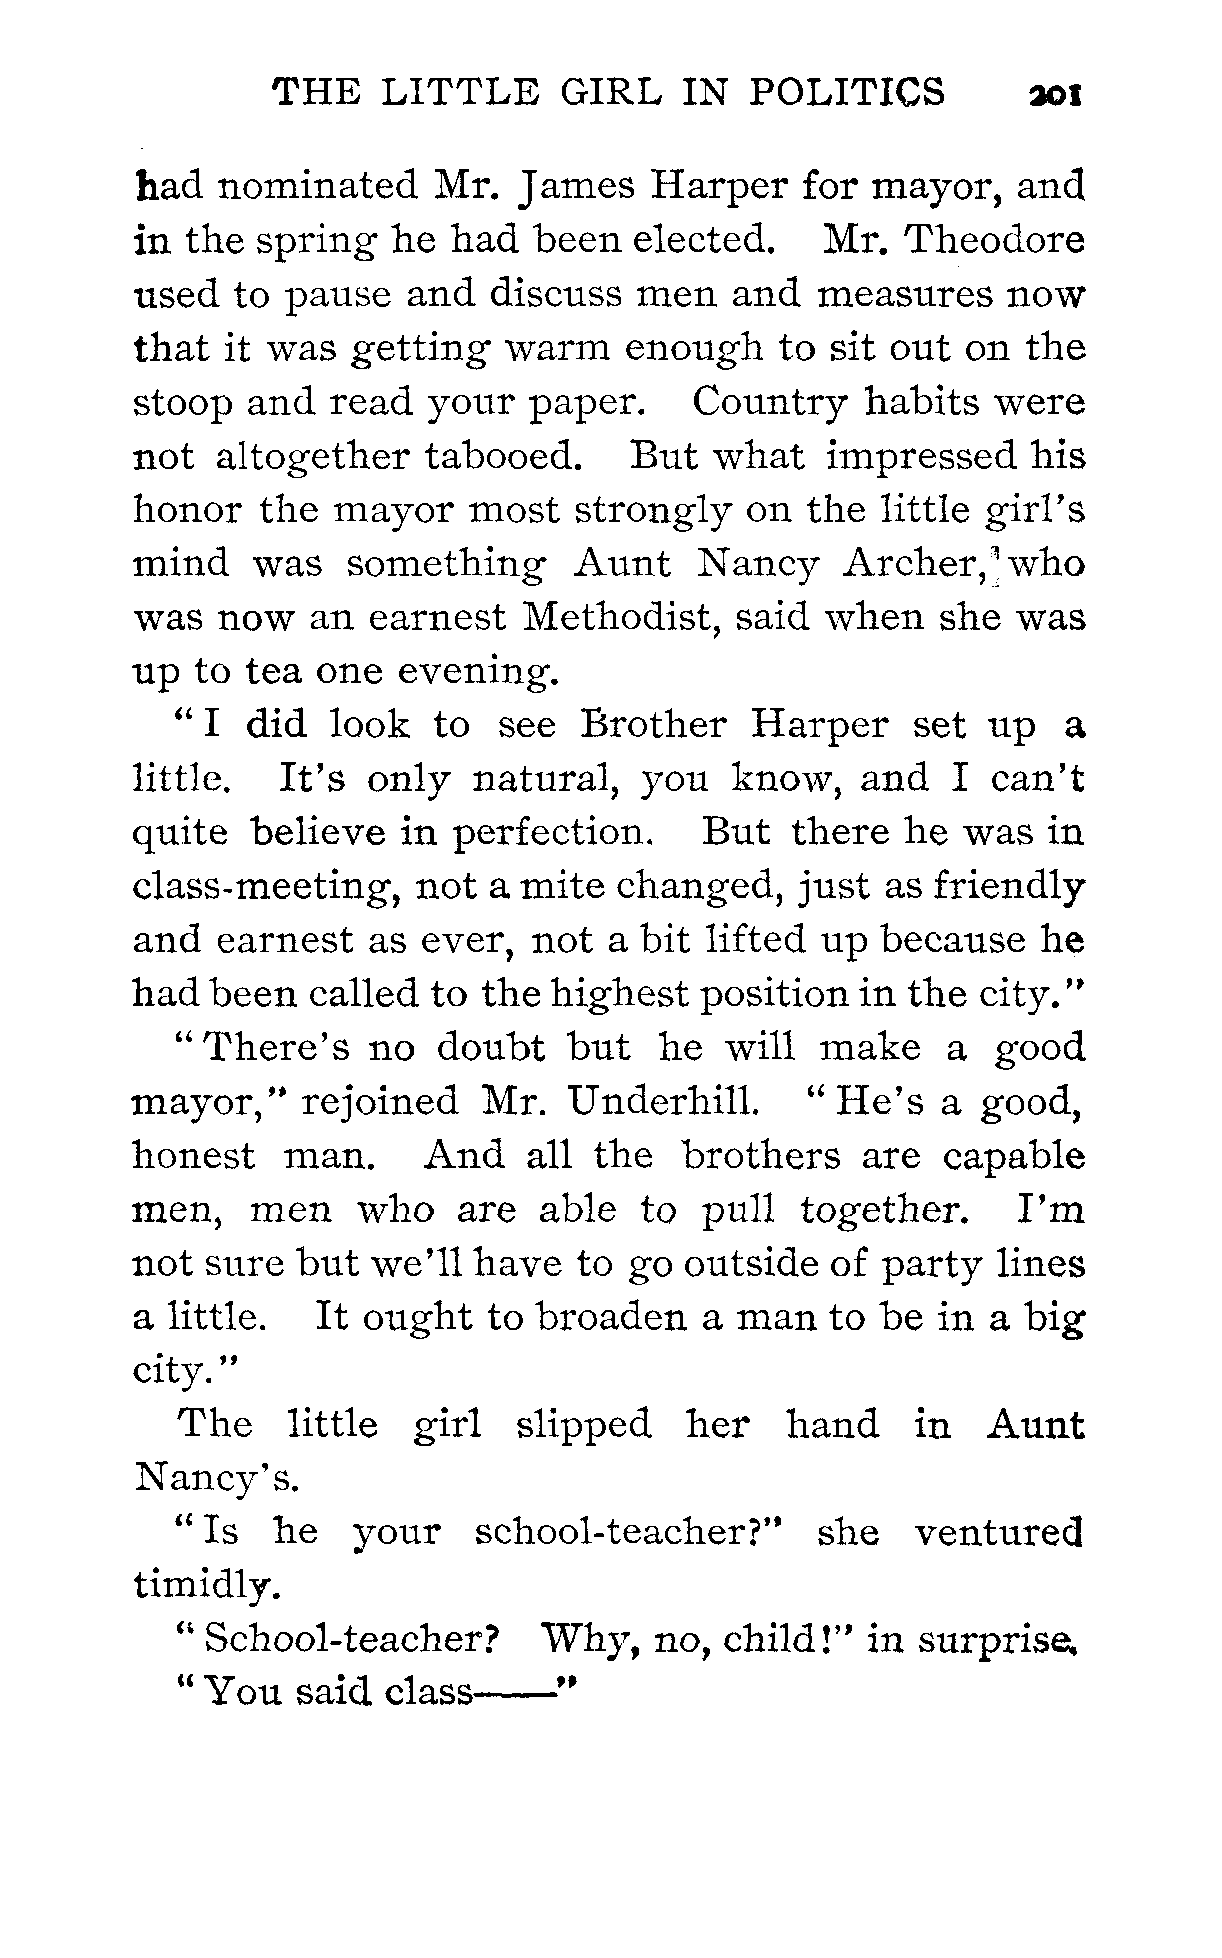 THE LITTLE GIRL IN POLITICS 201
had nominated Mr. James Harper for mayor, and
in the spring he had been elected. Mr. Theodore
used to pause and discuss men and measures now
that it was getting warm enough to sit out on the
stoop and read your paper. Country habits were
not altogether tabooed. But what impressed his
honor the mayor most strongly on the little girl's
mind was something Aunt Nancy Archer, who
was now an earnest Methodist, said when she was
up to tea one evening.
"I did look to see Brother Harper set up a
little. It's only natural, you know, and I can't
quite believe in perfection. But there he was in
class-meeting, not a mite changed, just as friendly
and earnest as ever, not a bit lifted up because he
had been called to the highest position in the city."
"There's no doubt but he will make a good
mayor," rejoined Mr. Underhill. "He's a good,
honest man. And all the brothers are capable
men, men who are able to pull together. I'm
not sure but we'll have to go outside of party lines
a little. It ought to broaden a man to be in a big
city."
The little girl slipped her hand in Aunt
Nancy's.
"Is he your school-teacher?" she ventured
timidly.
"School-teacher? Why, no, child!" in surprise.
"You said class——"